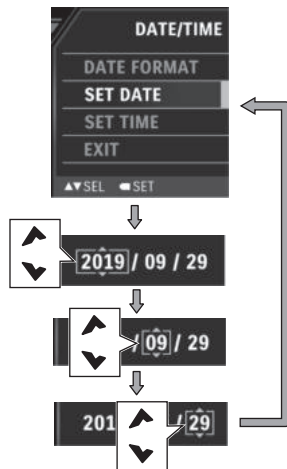 DATE/TIME
DATE FORMAT
SET DATE
SET TIME
EXIT
▲▼SEL SET
2019 / 09 / 29
/ 09 / 29
201 / 29